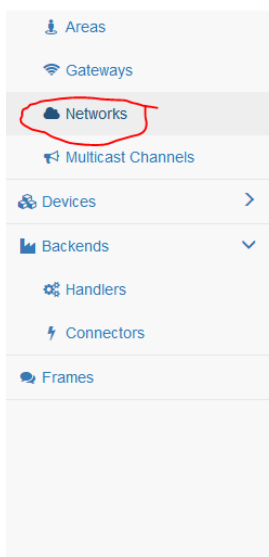 Areas
Gateways
Networks
Multicast Channels
Devices
Backends
Handlers
Connectors
Frames